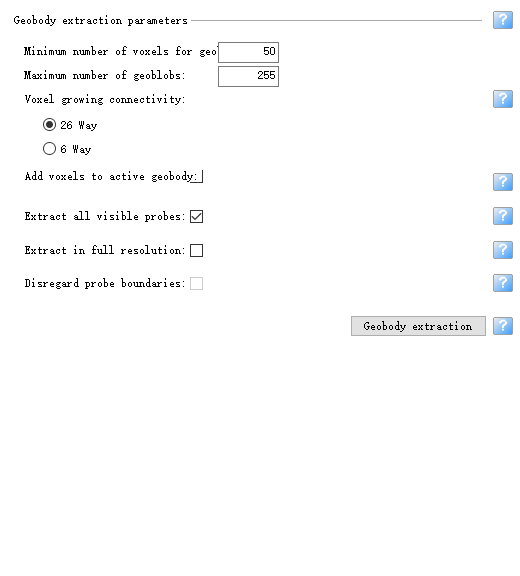 Geobody extraction parameters
?
Minimum number of voxels for geo
50
Maximum number of geoblobs:
255
Voxel growing connectivity:
?
26 Way
6 Way
Add voxels to active geobody:
?
Extract all visible probes:
?
Extract in full resolution:
?
Disregard probe boundaries:
?
Geobody extraction
?